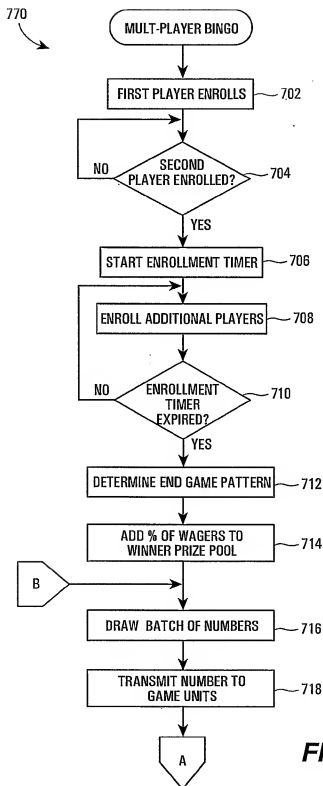 770
MULT-PLAYER BINGO
FIRST PLAYER ENROLLS
702
SECOND
PLAYER ENROLLED?
704
NO
YES
START ENROLLMENT TIMER
706
ENROLL ADDITIONAL PLAYERS
708
NO
ENROLLMENT
TIMER
EXPIRED?
710
YES
DETERMINE END GAME PATTERN
712
ADD % OF WAGERS TO
WINNER PRIZE POOL
714
B
DRAW BATCH OF NUMBERS
716
TRANSMIT NUMBER TO
GAME UNITS
718
A